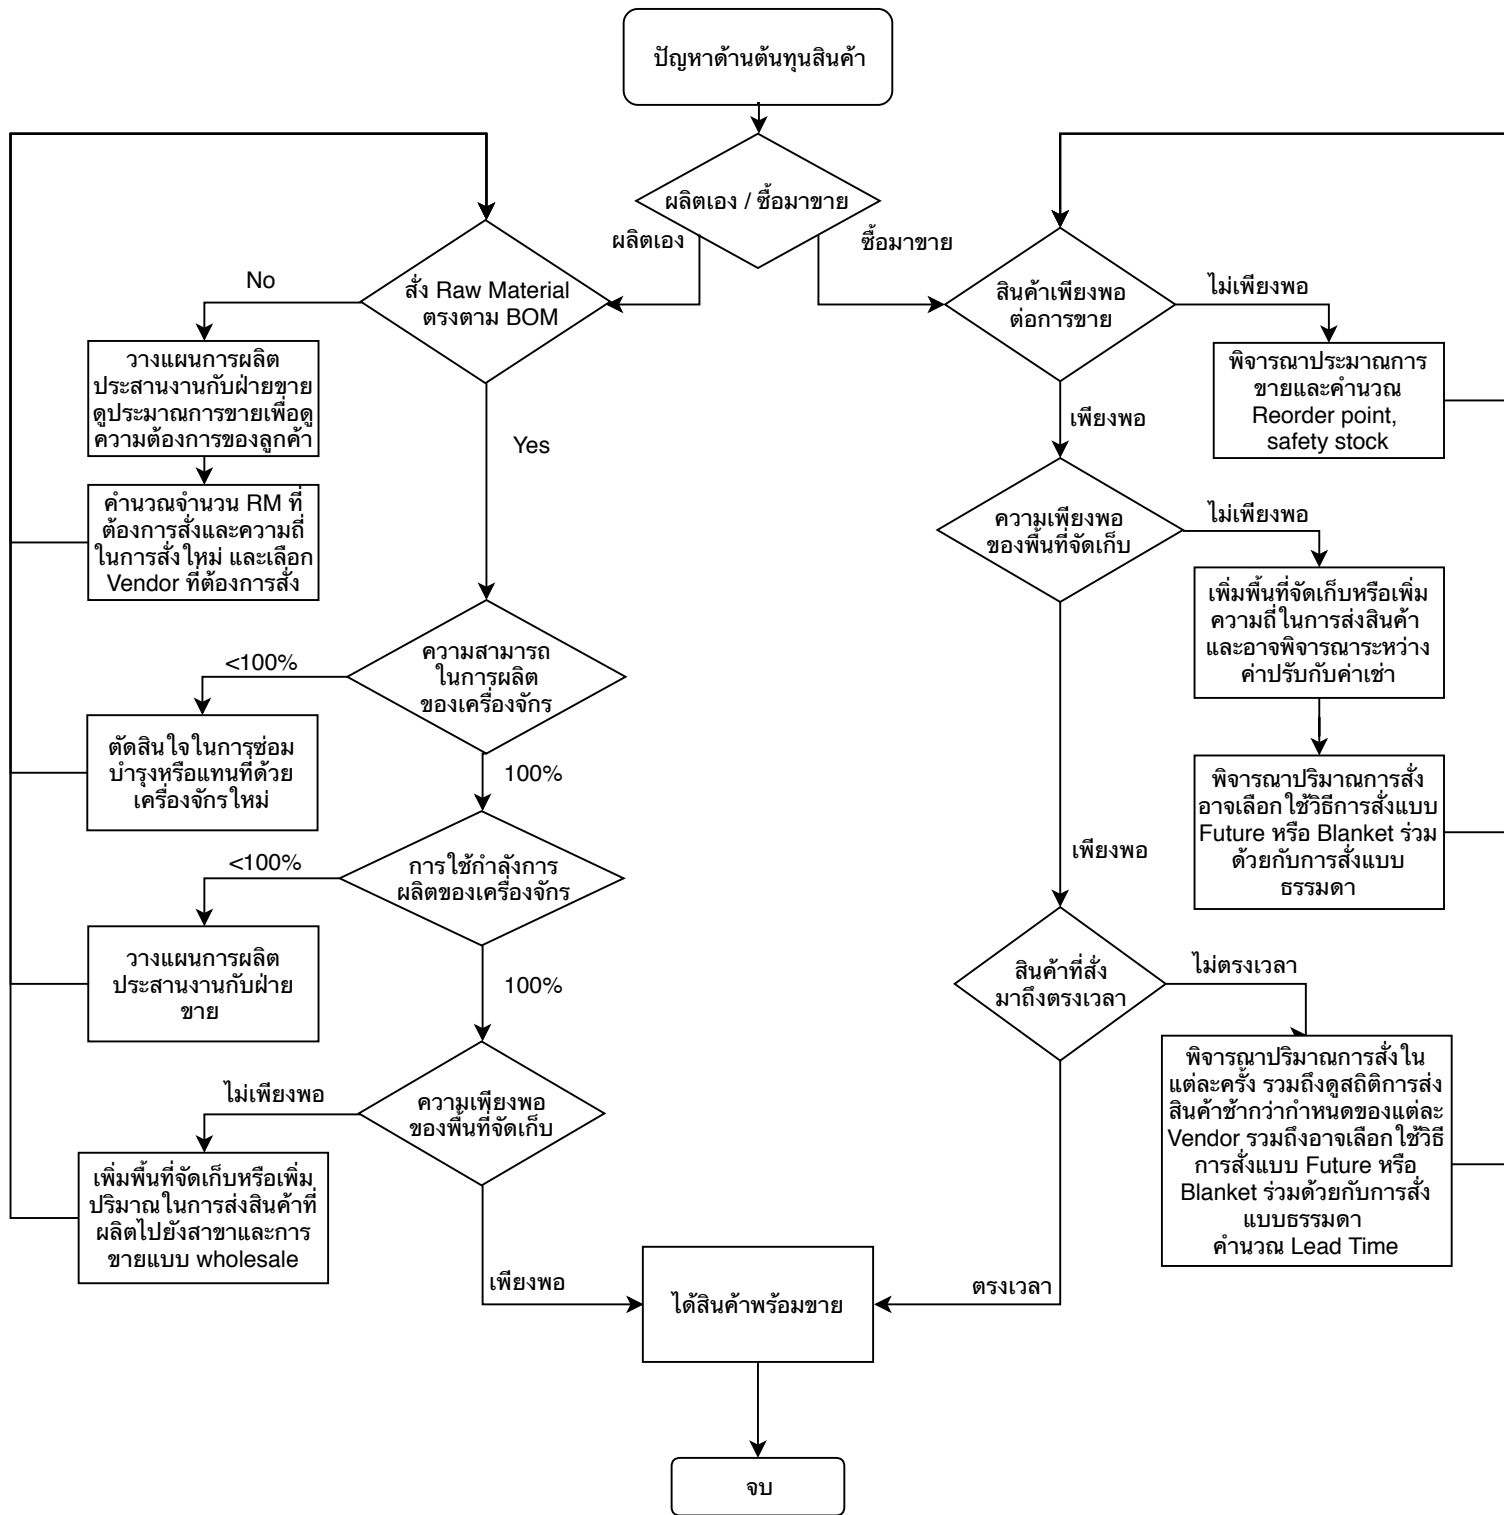 ปัญหาด้านต้นทุนสินค้า
ผลิตเอง / ซื้อมาขาย
ผลิตเอง
ซื้อมาขาย
สั่ง Raw Material
ตรงตาม BOM
No
วางแผนการผลิต
ประสานงานกับฝ่ายขาย
ดูประมาณการขายเพื่อดู
ความต้องการของลูกค้า
Yes
คำนวณจำนวน RM ที่
ต้องการสั่งและความถี่
ในการสั่งใหม่ และเลือก
Vendor ที่ต้องการสั่ง
ความสามารถ
ในการผลิต
ของเครื่องจักร
<100%
ตัดสินใจในการซ่อม
บำรุงหรือแทนที่ด้วย
เครื่องจักรใหม่
100%
การใช้กำลังการ
ผลิตของเครื่องจักร
<100%
วางแผนการผลิต
ประสานงานกับฝ่าย
ขาย
100%
ความเพียงพอ
ของพื้นที่จัดเก็บ
ไม่เพียงพอ
เพิ่มพื้นที่จัดเก็บหรือเพิ่ม
ปริมาณในการส่งสินค้าที่
ผลิตไปยังสาขาและการ
ขายแบบ wholesale
เพียงพอ
สินค้าเพียงพอ
ต่อการขาย
ไม่เพียงพอ
พิจารณาประมาณการ
ขายและคำนวณ
Reorder point,
safety stock
เพียงพอ
ความเพียงพอ
ของพื้นที่จัดเก็บ
ไม่เพียงพอ
เพิ่มพื้นที่จัดเก็บหรือเพิ่ม
ความถี่ในการส่งสินค้า
และอาจพิจารณาระหว่าง
ค่าปรับกับค่าเช่า
พิจารณาปริมาณการสั่ง
อาจเลือกใช้วิธีการสั่งแบบ
Future หรือ Blanket ร่วม
ด้วยกับการสั่งแบบ
ธรรมดา
เพียงพอ
สินค้าที่สั่ง
มาถึงตรงเวลา
ไม่ตรงเวลา
พิจารณาปริมาณการสั่งใน
แต่ละครั้ง รวมถึงดูสถิติการส่ง
สินค้าช้ากว่ากำหนดของแต่ละ
Vendor รวมถึงอาจเลือกใช้วิธี
การสั่งแบบ Future หรือ
Blanket ร่วมด้วยกับการสั่ง
แบบธรรมดา
คำนวณ Lead Time
ตรงเวลา
ได้สินค้าพร้อมขาย
จบ